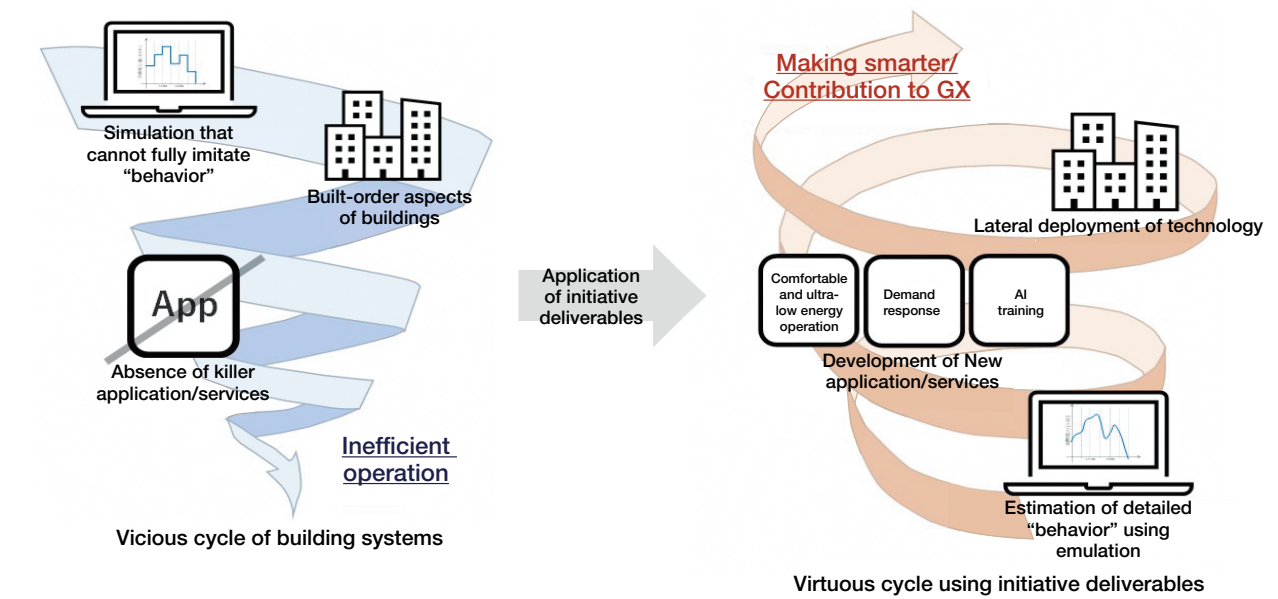 Simulation that
cannot fully imitate
“behavior”
Built-order aspects
of buildings
App
Absence of killer
application/services
Inefficient
operation
Vicious cycle of building systems
Application
of initiative
deliverables
Making smarter/
Contribution to GX
Lateral deployment of technology
Comfortable
and ultra-
low energy
operation
Demand
response
AI
training
Development of New
application/services
Estimation of detailed
“behavior” using
emulation
Virtuous cycle using initiative deliverables